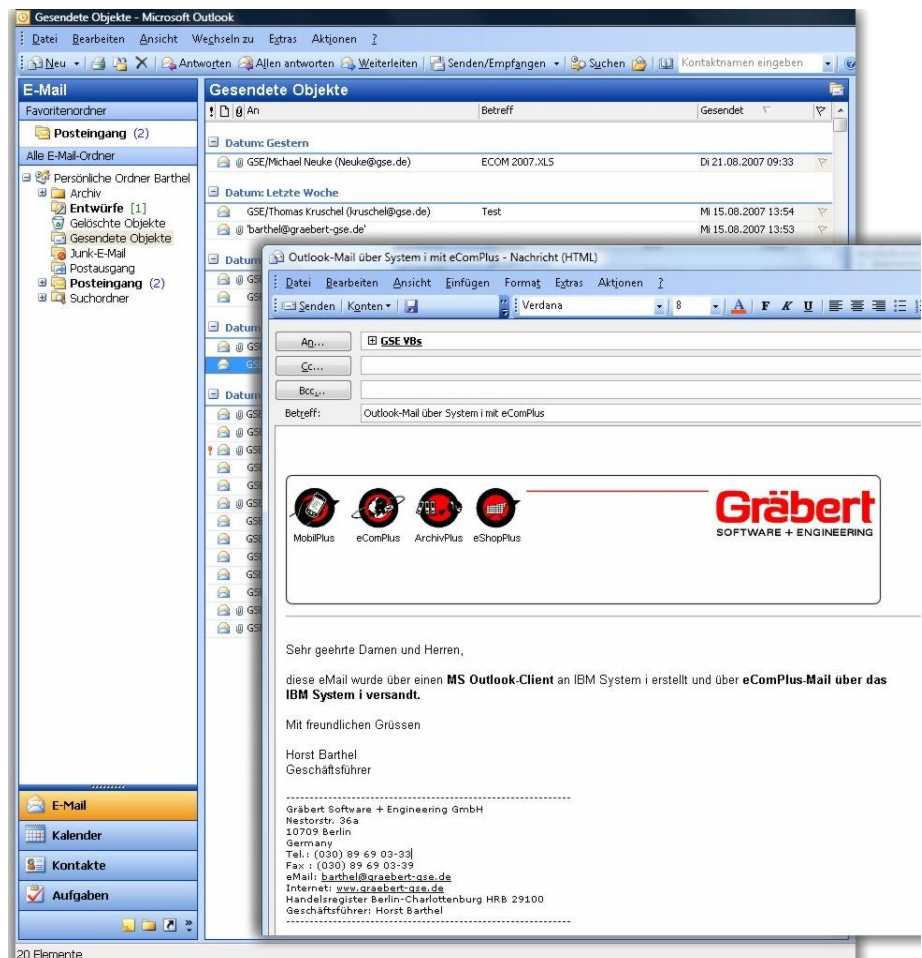 Gesendete Objekte - Microsoft Outlook
Datei Bearbeiten Ansicht Wechseln zu Extras Aktionen ?
Neu Antworten Allen antworten Weiterleiten Senden/Empfangen Suchen Kontaktnamen eingeben
E-Mail
Favoritenordner
Posteingang (2)
Alle E-Mail-Ordner
Persönliche Ordner Barthel
Archiv
Entwürfe [1]
Gelöschte Objekte
Gesendete Objekte
Junk-E-Mail
Postausgang
Posteingang (2)
Suchordner
E-Mail
Kalender
Kontakte
Aufgaben
20 Elemente
Gesendete Objekte
An Betreff Gesendet
Datum: Gestern
GSE/Michael Neuke (Neuke@gse.de) ECOM 2007.XLS Di 21.08.2007 09:33
Datum: Letzte Woche
GSE/Thomas Kruschel (kruschel@gse.de) Test Mi 15.08.2007 13:54
'barthel@graebert-gse.de' Mi 15.08.2007 13:53
Outlook-Mail über System i mit eComPlus - Nachricht (HTML)
Datei Bearbeiten Ansicht Einfügen Format Extras Aktionen ?
Senden Konten Verdana 8 A F K U
An... GSE VBs
Cc...
Bcc...
Betreff: Outlook-Mail über System i mit eComPlus
MobilPlus eComPlus ArchivPlus eShopPlus
Gräbert
SOFTWARE + ENGINEERING
Sehr geehrte Damen und Herren,
diese eMail wurde über einen MS Outlook-Client an IBM System i erstellt und über eComPlus-Mail über das
IBM System i versandt.
Mit freundlichen Grüssen
Horst Barthel
Geschäftsführer
Gräbert Software + Engineering GmbH
Nestorstr. 36a
10709 Berlin
Germany
Tel.: (030) 89 69 03-33
Fax : (030) 89 69 03-39
eMail: barthel@graebert-gse.de
Internet: www.graebert-gse.de
Handelsregister Berlin-Charlottenburg HRB 29100
Geschäftsführer: Horst Barthel